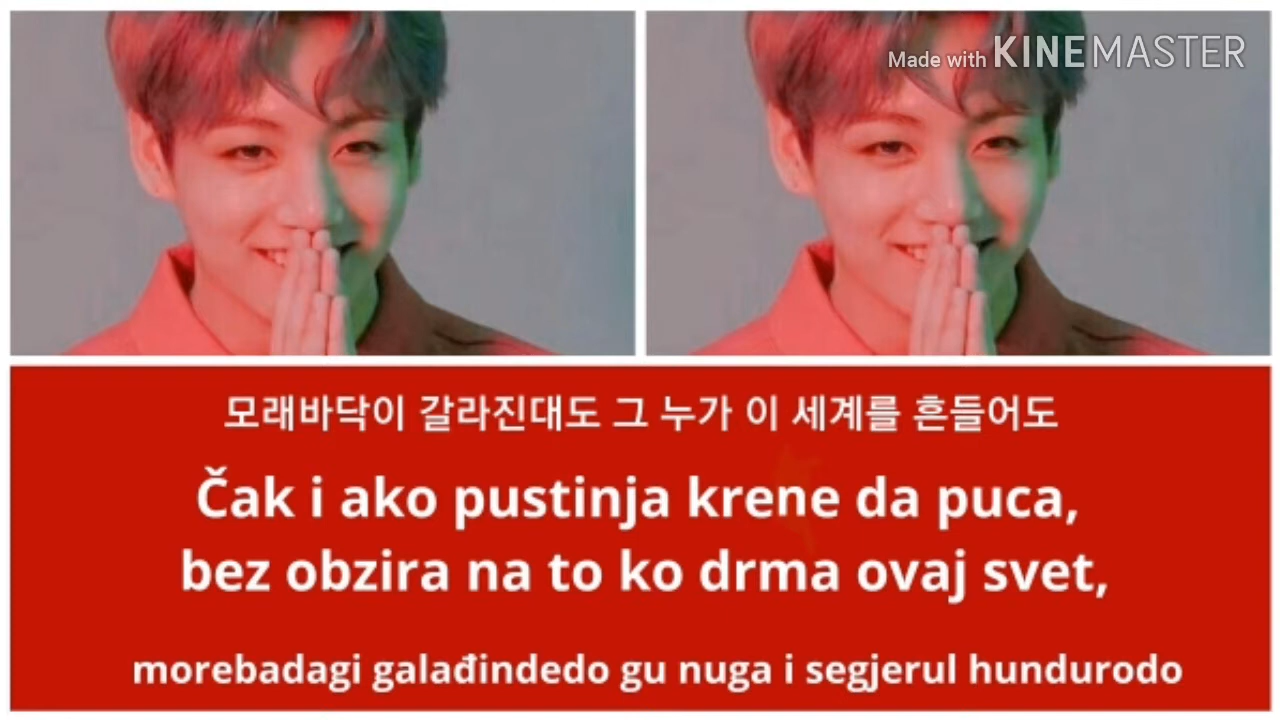 Made with KINEMASTER
모래바닥이 갈라진대도 그 누가 이 세계를 흔들어도
Čak i ako pustinja krene da puca,
bez obzira na to ko drma ovaj svet,
morebadagi galađindedo gu nuga i segjerul hundurodo